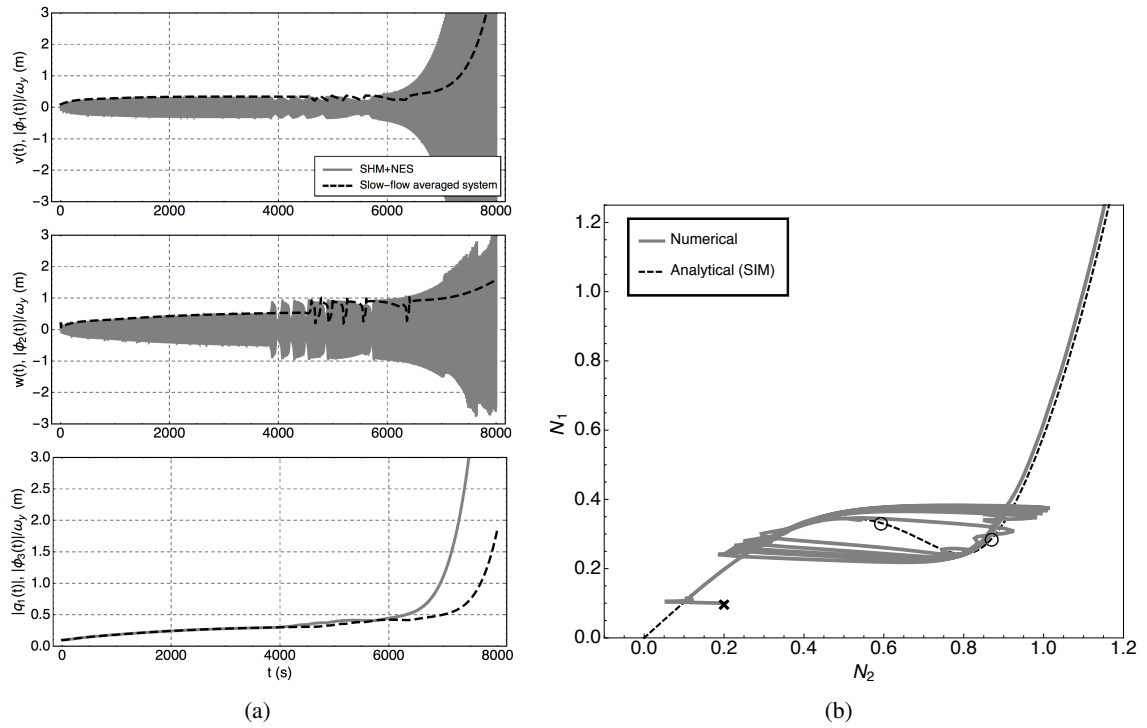 3
2
1
0
−1
−2
−3
v(t), |ϕ1(t)|/ωy (m)
0 2000 4000 6000 8000
SHM+NES
Slow−flow averaged system
3
2
1
0
−1
−2
−3
w(t), |ϕ2(t)|/ωy (m)
0 2000 4000 6000 8000
3.0
2.5
2.0
1.5
1.0
0.5
0.0
|q1(t)|, |ϕ3(t)|/ωy (m)
0 2000 4000 6000 8000
t (s)
(a)
1.2
1.0
0.8
0.6
0.4
0.2
0.0
N1
Numerical
Analytical (SIM)
0.0 0.2 0.4 0.6 0.8 1.0 1.2
N2
(b)